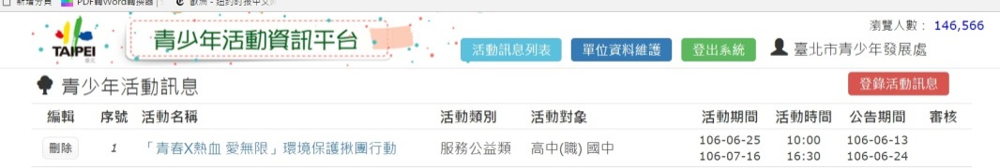 新增分頁 PDF轉Word轉換器 歐洲 - 紐約時報中文
瀏覽人數： 146,566
TAIPEI 青少年活動資訊平台 活動訊息列表 單位資料維護 登出系統 臺北市青少年發展處
青少年活動訊息 登錄活動訊息
編輯 序號 活動名稱 活動類別 活動對象 活動期間 活動時間 公告期間 審核
刪除 1 「青春X熱血 愛無限」環境保護揪團行動 服務公益類 高中(職) 國中 106-06-25 10:00 106-06-13
106-07-16 16:30 106-06-24